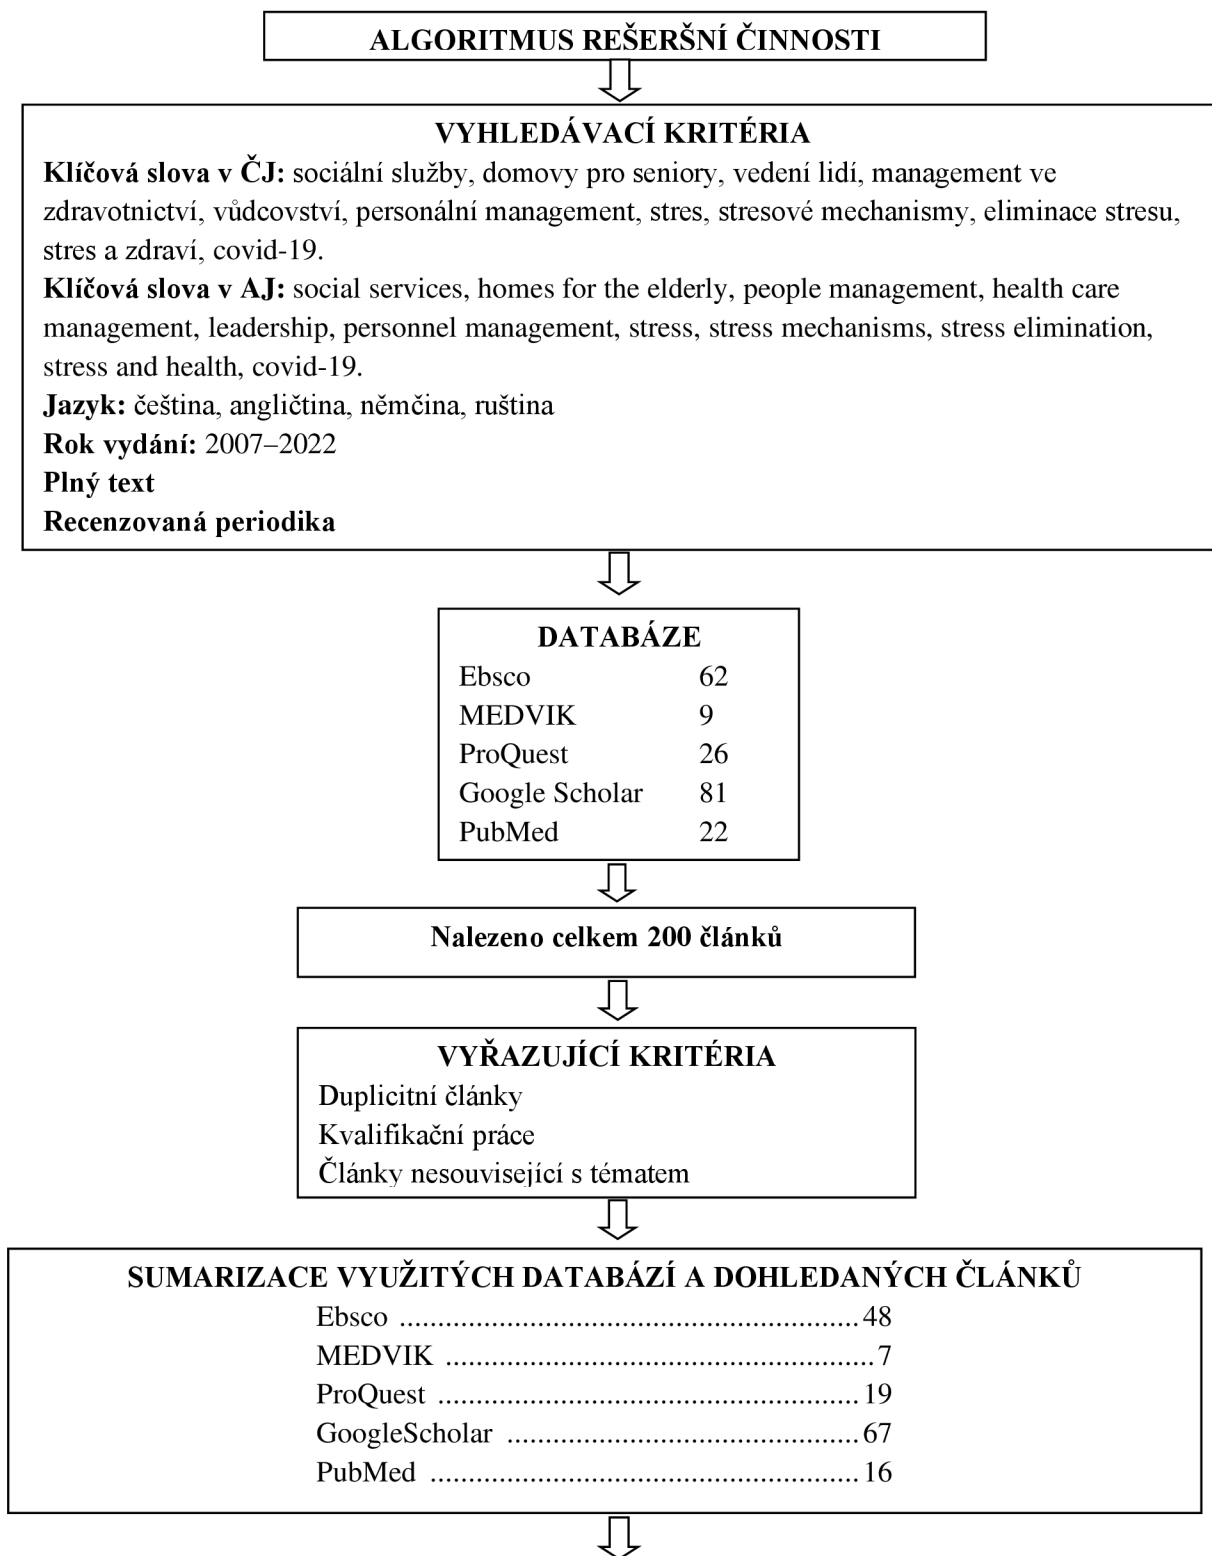 ALGORITMUS REŠERŠNÍ ČINNOSTI
VYHLEDÁVACÍ KRITÉRIA
Klíčová slova v ČJ: sociální služby, domovy pro seniory, vedení lidí, management ve
zdravotnictví, vůdcovství, personální management, stres, stresové mechanismy, eliminace stresu,
stres a zdraví, covid-19.
Klíčová slova v AJ: social services, homes for the elderly, people management, health care
management, leadership, personnel management, stress, stress mechanisms, stress elimination,
stress and health, covid-19.
Jazyk: čeština, angličtina, němčina, ruština
Rok vydání: 2007–2022
Plný text
Recenzovaná periodika
DATABÁZE
Ebsco 62
MEDVIK 9
ProQuest 26
Google Scholar 81
PubMed 22
Nalezeno celkem 200 článků
VYŘAZUJÍCÍ KRITÉRIA
Duplicitní články
Kvalifikační práce
Články nesouvisející s tématem
SUMARIZACE VYUŽITÝCH DATABÁZÍ A DOHLEDANÝCH ČLÁNKŮ
Ebsco ............................................................48
MEDVIK ........................................................7
ProQuest .......................................................19
GoogleScholar ..............................................67
PubMed ........................................................16